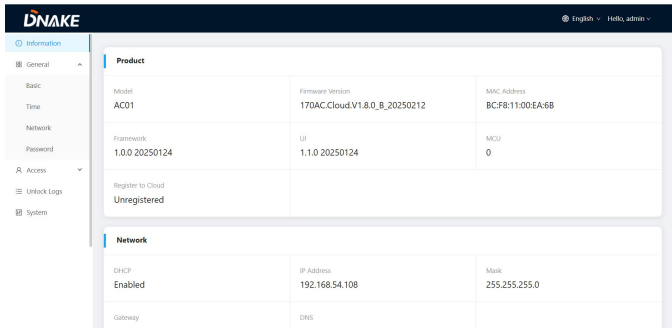 DNAKE
English
Hello, admin
Information
General
Basic
Time
Network
Password
Access
Unlock Logs
System
Product
Model
Firmware Version
MAC Address
AC01
170AC.Cloud.V1.8.0_B_20250212
BC:F8:11:00:EA:6B
Framework
UI
MCU
1.0.0 20250124
1.1.0 20250124
0
Register to Cloud
Unregistered
Network
DHCP
IP Address
Mask
Enabled
192.168.54.108
255.255.255.0
Gateway
DNS